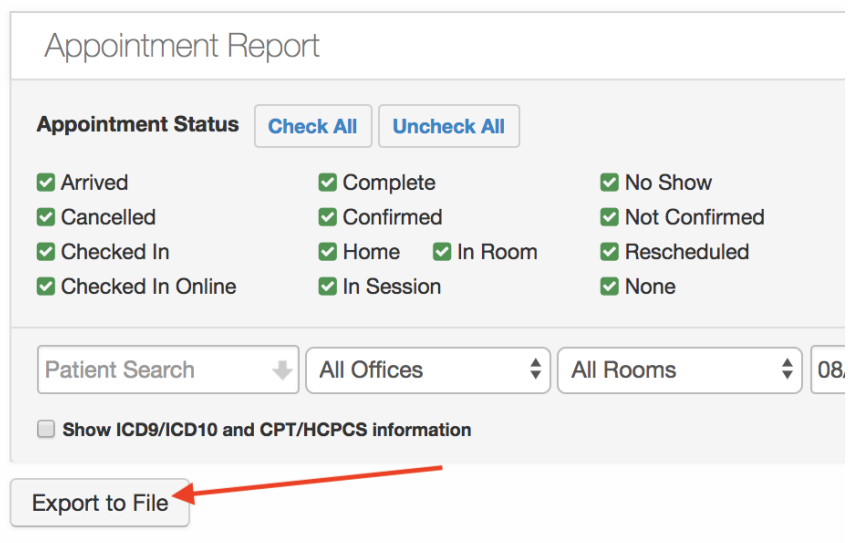 Appointment Report
Appointment Status Check All Uncheck All
Arrived Complete No Show
Cancelled Confirmed Not Confirmed
Checked In Home In Room Rescheduled
Checked In Online In Session None
Patient Search All Offices All Rooms 08/
Show ICD9/ICD10 and CPT/HCPCS information
Export to File